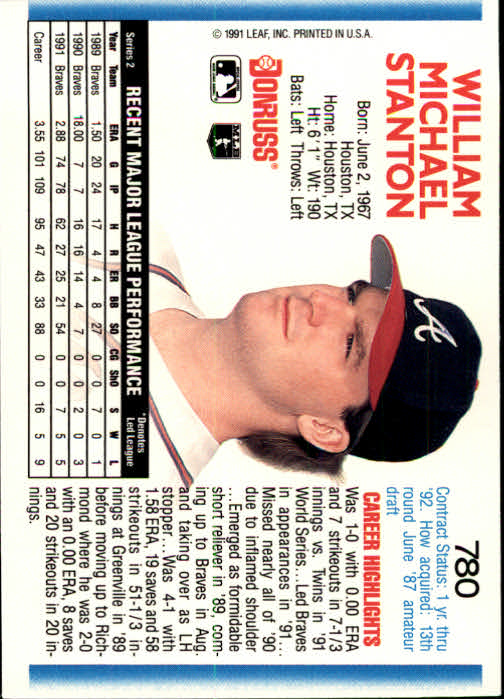 780
WILLIAM
MICHAEL
STANTON
Born: June 2, 1967
Houston, TX
Home: Houston, TX
Ht: 6'1" Wt: 190
Bats: Left Throws: Left
DONRUSS
MLB
© 1991 LEAF, INC. PRINTED IN U.S.A.
A
Contract Status: 1 yr. thru
'92. How acquired: 13th
round June '87 amateur
draft
CAREER HIGHLIGHTS
Was 1-0 with 0.00 ERA
and 7 strikeouts in 7-1/3
innings vs. Twins in '91
World Series...Led Braves
in appearances in '91...
Missed nearly all of '90
due to inflamed shoulder
...Emerged as formidable
short reliever in '89, com-
ing up to Braves in Aug.
and taking over as LH
stopper...Was 4-1 with
1.58 ERA, 19 saves and 58
strikeouts in 51-1/3 in-
nings at Greenville in '89
before moving up to Rich-
mond where he was 2-0
with an 0.00 ERA, 8 saves
and 20 strikeouts in 20 in-
nings.
Series 2 RECENT MAJOR LEAGUE PERFORMANCE *Denotes
Led League
Year Team ERA G IP H R ER BB SO CG ShO S W L
1989 Braves 1.50 20 24 17 4 4 8 27 0 0 7 0 1
1990 Braves 18.00 7 7 16 16 14 4 7 0 0 2 0 3
1991 Braves 2.88 74 78 62 27 25 21 54 0 0 7 5 5
Career 3.55 101 109 95 47 43 33 88 0 0 16 5 9